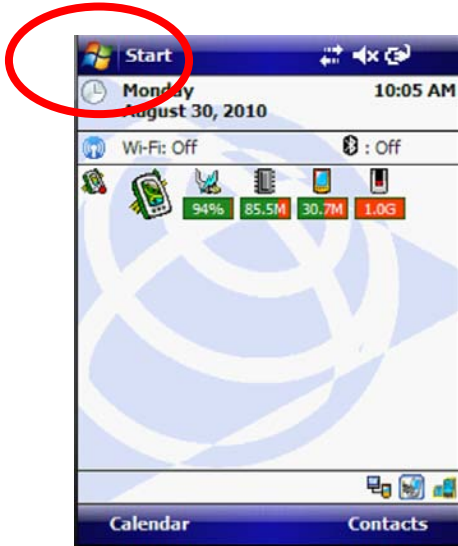 Start
Monday 10:05 AM
August 30, 2010
Wi-Fi: Off : Off
94% 85.5M 30.7M 1.0G
Calendar Contacts